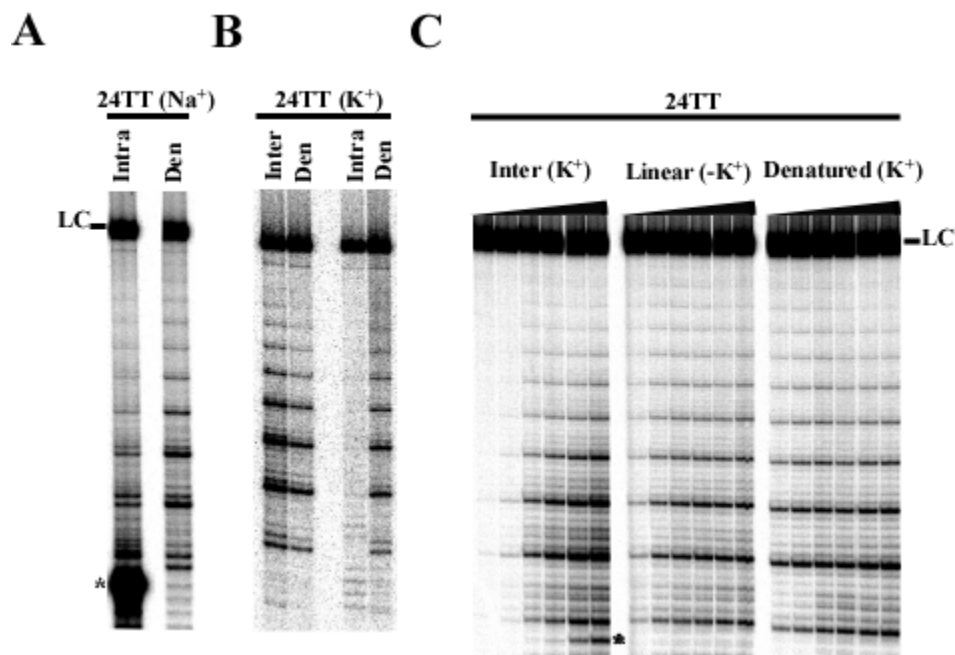 A B C
24TT (Na⁺) 24TT (K⁺) 24TT
Intra Den Inter Den Intra Den
Inter (K⁺) Linear (-K⁺) Denatured (K⁺)
LC LC
*
*